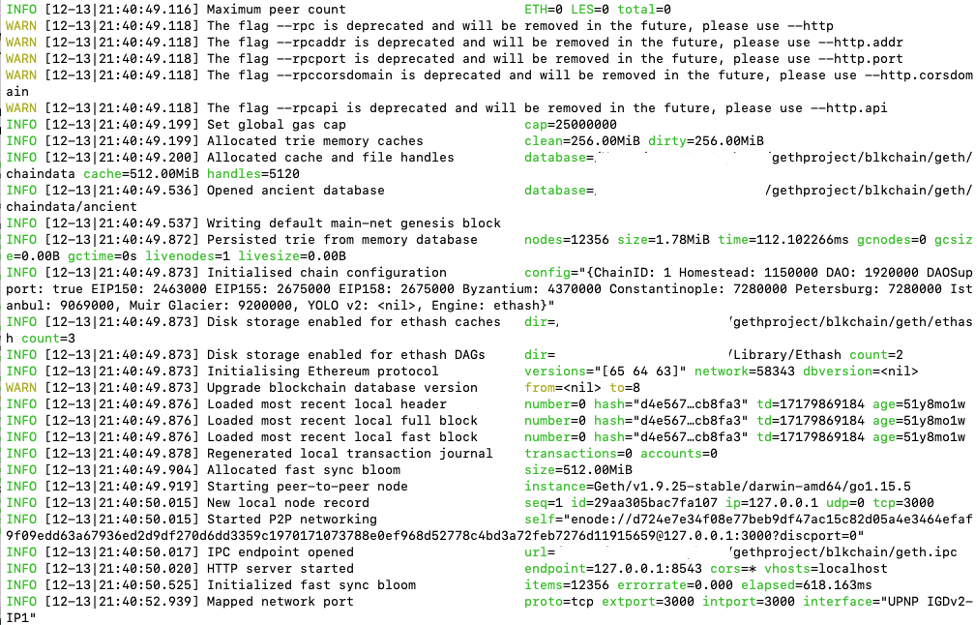 INFO [12-13|21:40:49.116] Maximum peer count                       ETH=0 LES=0 total=0
WARN [12-13|21:40:49.118] The flag --rpc is deprecated and will be removed in the future, please use --http
WARN [12-13|21:40:49.118] The flag --rpcaddr is deprecated and will be removed in the future, please use --http.addr
WARN [12-13|21:40:49.118] The flag --rpcport is deprecated and will be removed in the future, please use --http.port
WARN [12-13|21:40:49.118] The flag --rpccorsdomain is deprecated and will be removed in the future, please use --http.corsdom
ain
WARN [12-13|21:40:49.118] The flag --rpcapi is deprecated and will be removed in the future, please use --http.api
INFO [12-13|21:40:49.199] Set global gas cap                       cap=25000000
INFO [12-13|21:40:49.199] Allocated trie memory caches             clean=256.00MiB dirty=256.00MiB
INFO [12-13|21:40:49.200] Allocated cache and file handles         database= gethproject/blkchain/geth/
chaindata cache=512.00MiB handles=5120
INFO [12-13|21:40:49.536] Opened ancient database                  database= /gethproject/blkchain/geth/
chaindata/ancient
INFO [12-13|21:40:49.537] Writing default main-net genesis block
INFO [12-13|21:40:49.872] Persisted trie from memory database      nodes=12356 size=1.78MiB time=112.102266ms gcnodes=0 gcsiz
e=0.00B gctime=0s livenodes=1 livesize=0.00B
INFO [12-13|21:40:49.873] Initialised chain configuration          config="{ChainID: 1 Homestead: 1150000 DAO: 1920000 DAOSup
port: true EIP150: 2463000 EIP155: 2675000 EIP158: 2675000 Byzantium: 4370000 Constantinople: 7280000 Petersburg: 7280000 Ist
anbul: 9069000, Muir Glacier: 9200000, YOLO v2: <nil>, Engine: ethash}"
INFO [12-13|21:40:49.873] Disk storage enabled for ethash caches   dir= gethproject/blkchain/geth/ethas
h count=3
INFO [12-13|21:40:49.873] Disk storage enabled for ethash DAGs     dir= /Library/Ethash count=2
INFO [12-13|21:40:49.873] Initialising Ethereum protocol           versions="[65 64 63]" network=58343 dbversion=<nil>
WARN [12-13|21:40:49.873] Upgrade blockchain database version      from=<nil> to=8
INFO [12-13|21:40:49.876] Loaded most recent local header          number=0 hash="d4e567…cb8fa3" td=17179869184 age=51y8mo1w
INFO [12-13|21:40:49.876] Loaded most recent local full block      number=0 hash="d4e567…cb8fa3" td=17179869184 age=51y8mo1w
INFO [12-13|21:40:49.876] Loaded most recent local fast block      number=0 hash="d4e567…cb8fa3" td=17179869184 age=51y8mo1w
INFO [12-13|21:40:49.878] Regenerated local transaction journal    transactions=0 accounts=0
INFO [12-13|21:40:49.904] Allocated fast sync bloom                size=512.00MiB
INFO [12-13|21:40:49.919] Starting peer-to-peer node               instance=Geth/v1.9.25-stable/darwin-amd64/go1.15.5
INFO [12-13|21:40:50.015] New local node record                    seq=1 id=29aa305bac7fa107 ip=127.0.0.1 udp=0 tcp=3000
INFO [12-13|21:40:50.015] Started P2P networking                   self="enode://d724e7e34f08e77beb9df47ac15c82d05a4e3464efaf
9f09edd63a67936ed2d9df270d6dd3359c1970171073788e0ef968d52778c4bd3a72feb7276d11915659@127.0.0.1:3000?discport=0"
INFO [12-13|21:40:50.017] IPC endpoint opened                      url= /gethproject/blkchain/geth.ipc
INFO [12-13|21:40:50.020] HTTP server started                      endpoint=127.0.0.1:8543 cors=* vhosts=localhost
INFO [12-13|21:40:50.525] Initialized fast sync bloom              items=12356 errorrate=0.000 elapsed=618.163ms
INFO [12-13|21:40:52.939] Mapped network port                      proto=tcp extport=3000 intport=3000 interface="UPNP IGDv2-
IP1"